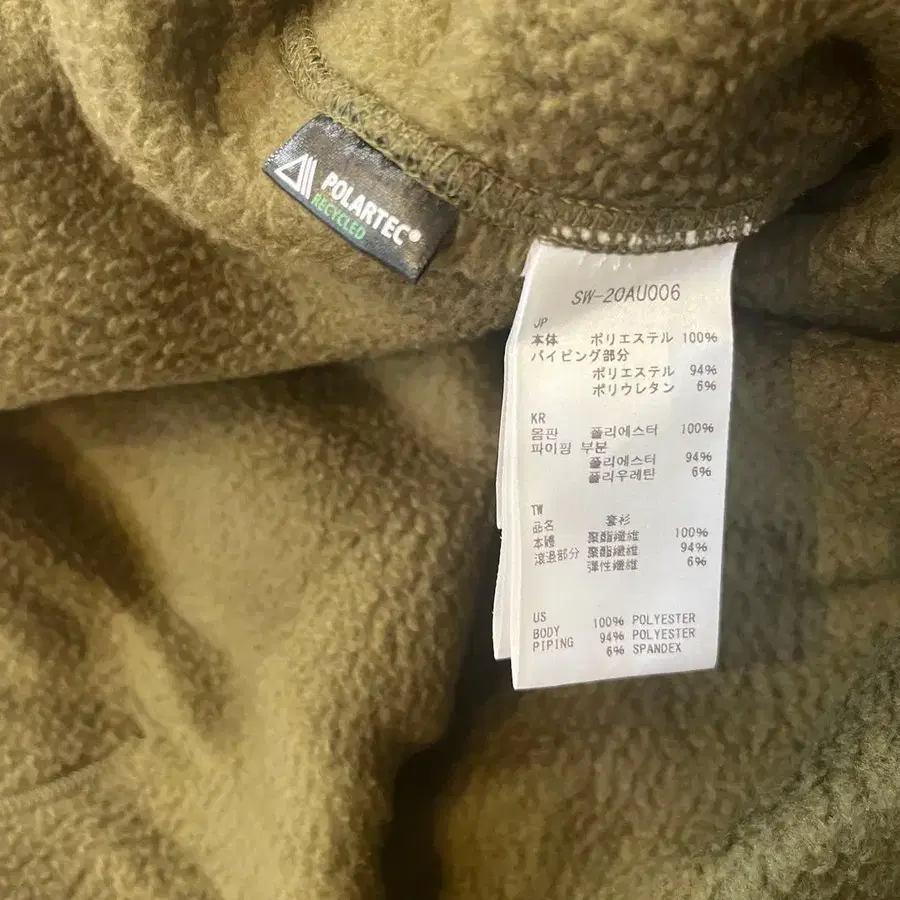 POLARTEC®
RECYCLED
SW-20AU006
JP
本体 ポリエステル 100%
パイピング部分
ポリエステル 94%
ポリウレタン 6%
KR
몸판 폴리에스터 100%
파이핑 부분
폴리에스터 94%
폴리우레탄 6%
TW
品名 套衫
本體 聚酯纖維 100%
滾邊部分 聚酯纖維 94%
彈性纖維 6%
US
BODY 100% POLYESTER
PIPING 94% POLYESTER
6% SPANDEX